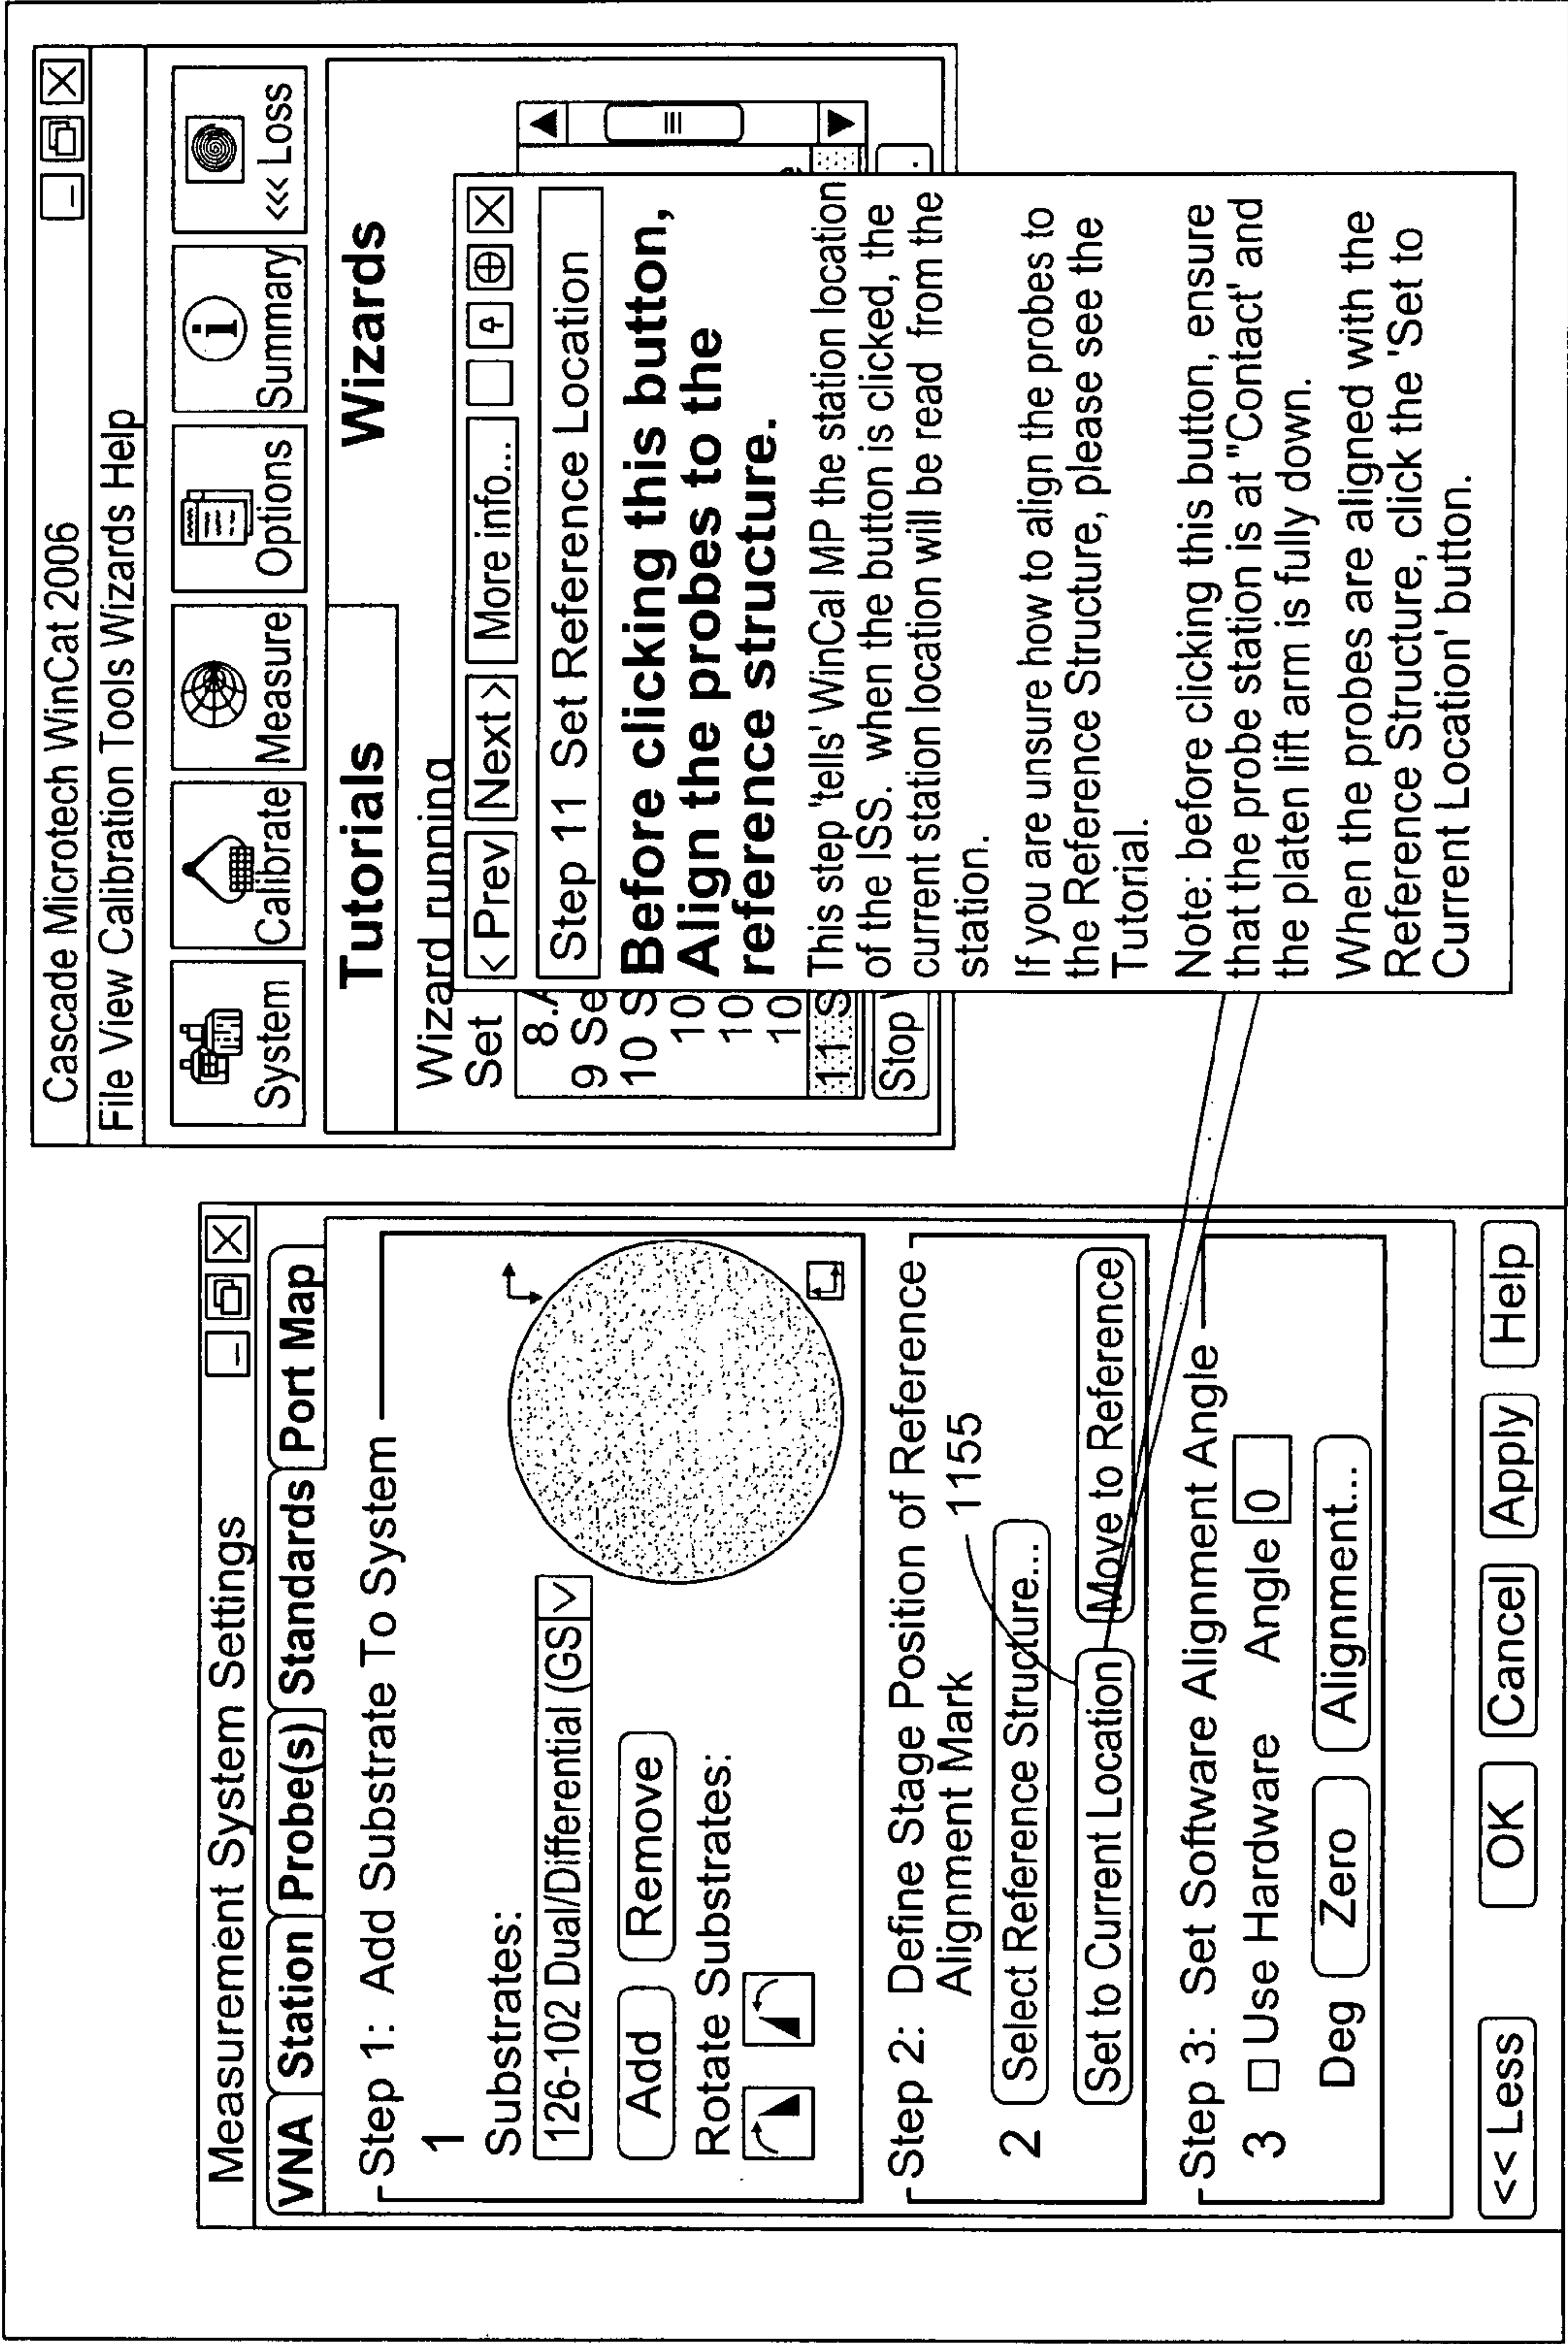 Measurement System Settings
VNA Station Probe(s) Standards Port Map
Step 1: Add Substrate To System
1
Substrates:
126-102 Dual/Differential (GS
Add Remove
Rotate Substrates:
Step 2: Define Stage Position of Reference
Alignment Mark 1155
2 Select Reference Structure...
Set to Current Location Move to Reference
Step 3: Set Software Alignment Angle
3 Use Hardware Angle 0
Deg Zero Alignment...
<< Less OK Cancel Apply Help
Cascade Microtech WinCat 2006
File View Calibration Tools Wizards Help
System Calibrate Measure Options Summary <<< Loss
Tutorials Wizards
Wizard running
Set
8.A
9 Se
10 S
10
10
10
11 S
Stop
< Prev Next > More info...
Step 11 Set Reference Location
Before clicking this button,
Align the probes to the
reference structure.
This step 'tells' WinCal MP the station location
of the ISS. when the button is clicked, the
current station location will be read from the
station.
If you are unsure how to align the probes to
the Reference Structure, please see the
Tutorial.
Note: before clicking this button, ensure
that the probe station is at "Contact' and
the platen lift arm is fully down.
When the probes are aligned with the
Reference Structure, click the 'Set to
Current Location' button.